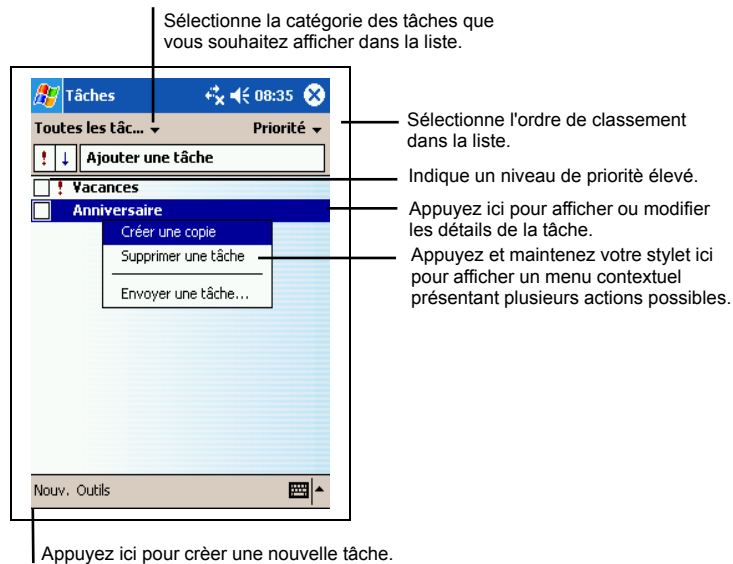 Sélectionne la catégorie des tâches que
vous souhaitez afficher dans la liste.
Tâches 08:35
Toutes les tâc... Priorité
Ajouter une tâche
! Vacances
Anniversaire
Créer une copie
Supprimer une tâche
Envoyer une tâche...
Nouv. Outils
Sélectionne l'ordre de classement
dans la liste.
Indique un niveau de prioritè élevé.
Appuyez ici pour afficher ou modifier
les détails de la tâche.
Appuyez et maintenez votre stylet ici
pour afficher un menu contextuel
présentant plusieurs actions possibles.
Appuyez ici pour crèer une nouvelle tâche.